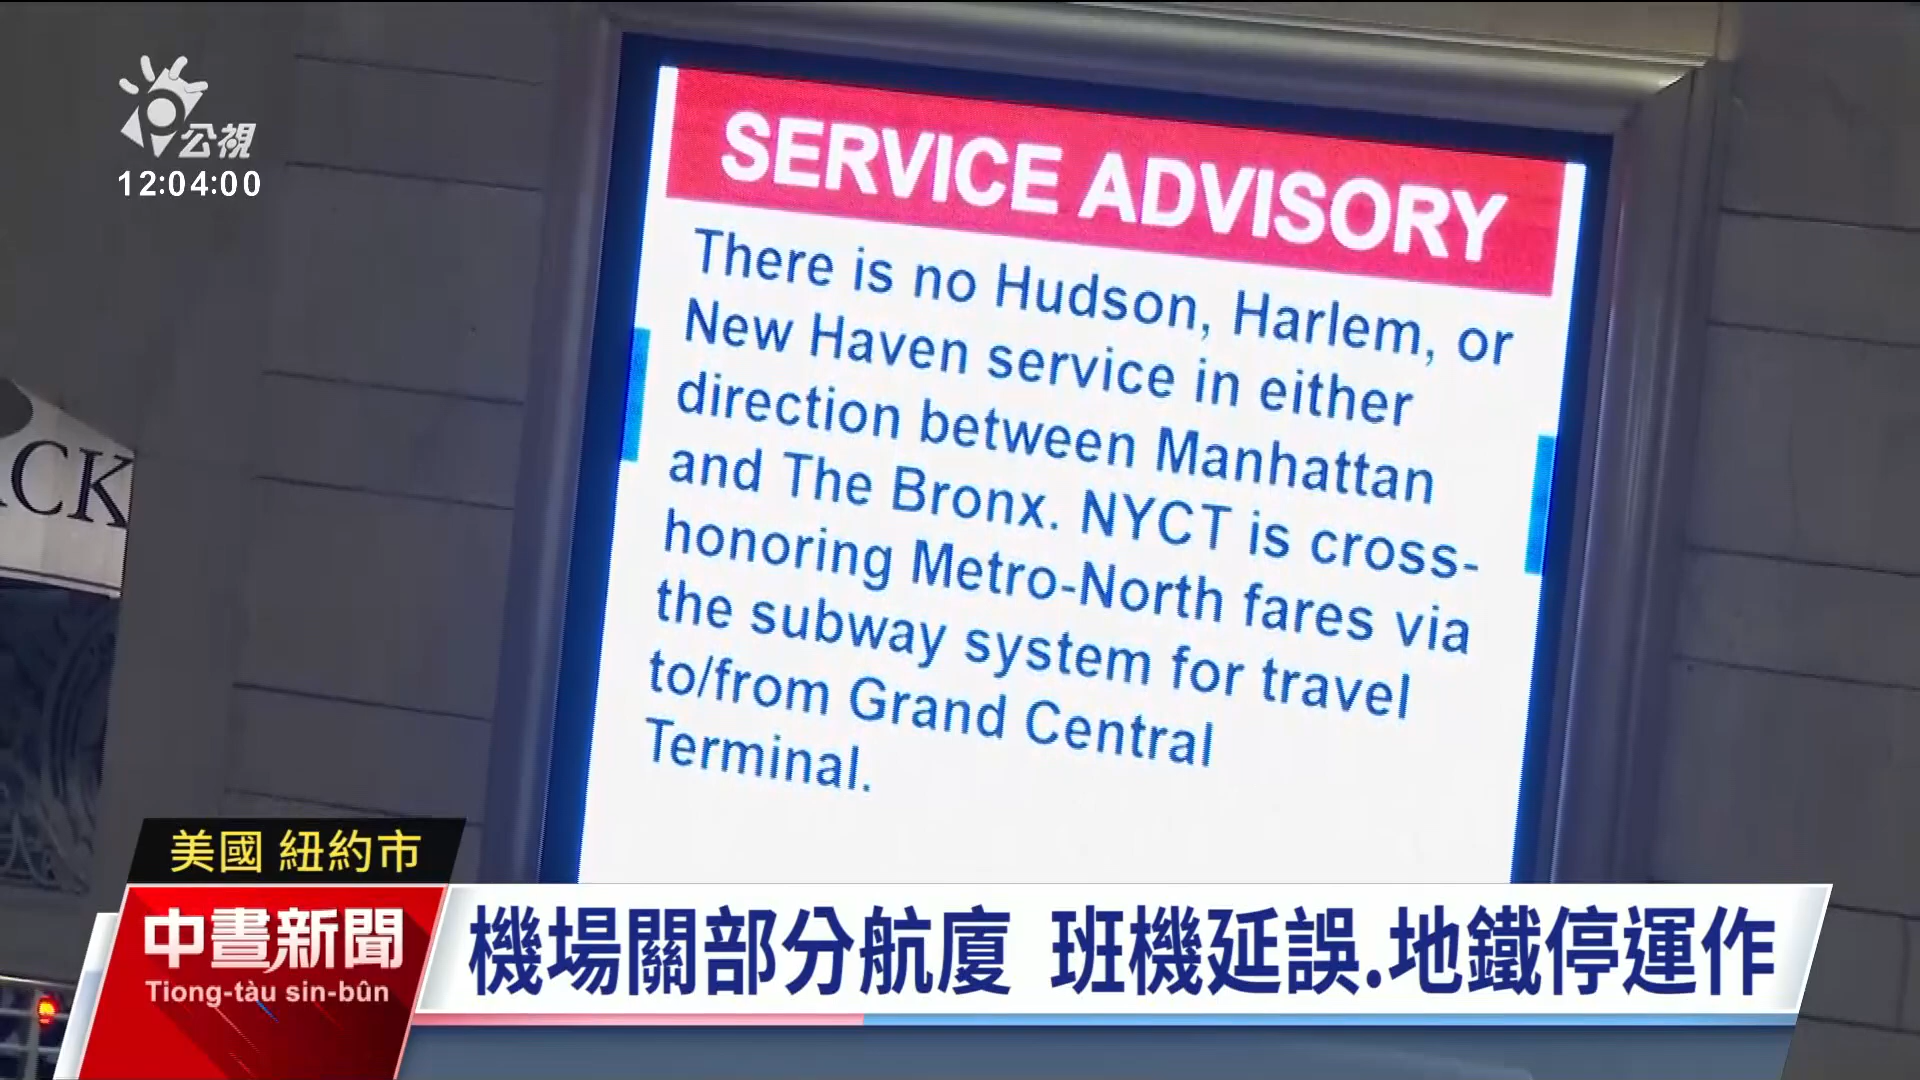 公視
12:04:00
SERVICE ADVISORY
There is no Hudson, Harlem, or
New Haven service in either
direction between Manhattan
and The Bronx. NYCT is cross-
honoring Metro-North fares via
the subway system for travel
to/from Grand Central
Terminal.
CK
美國 紐約市
中晝新聞
Tiong-tàu sin-bûn
機場關部分航廈 班機延誤.地鐵停運作